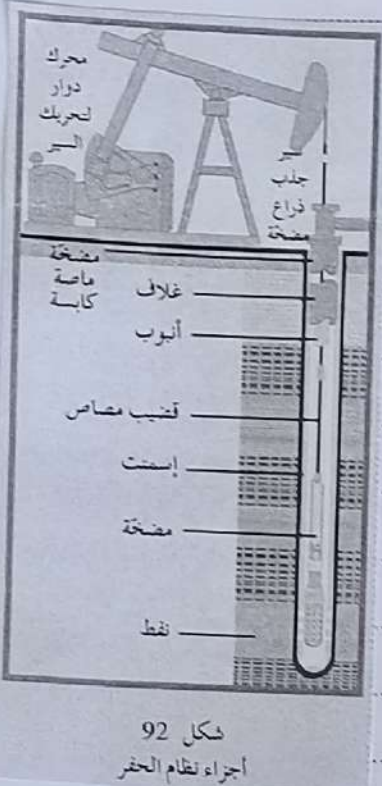 محرك
دوار
لتحريك
السير
سير
جذب
ذراع
مضخة
مضخة
ماصة
كابسة
غلاف
أنبوب
قضيب مصاص
إسمنت
مضخة
نفط
شكل 92
أجزاء نظام الحفر